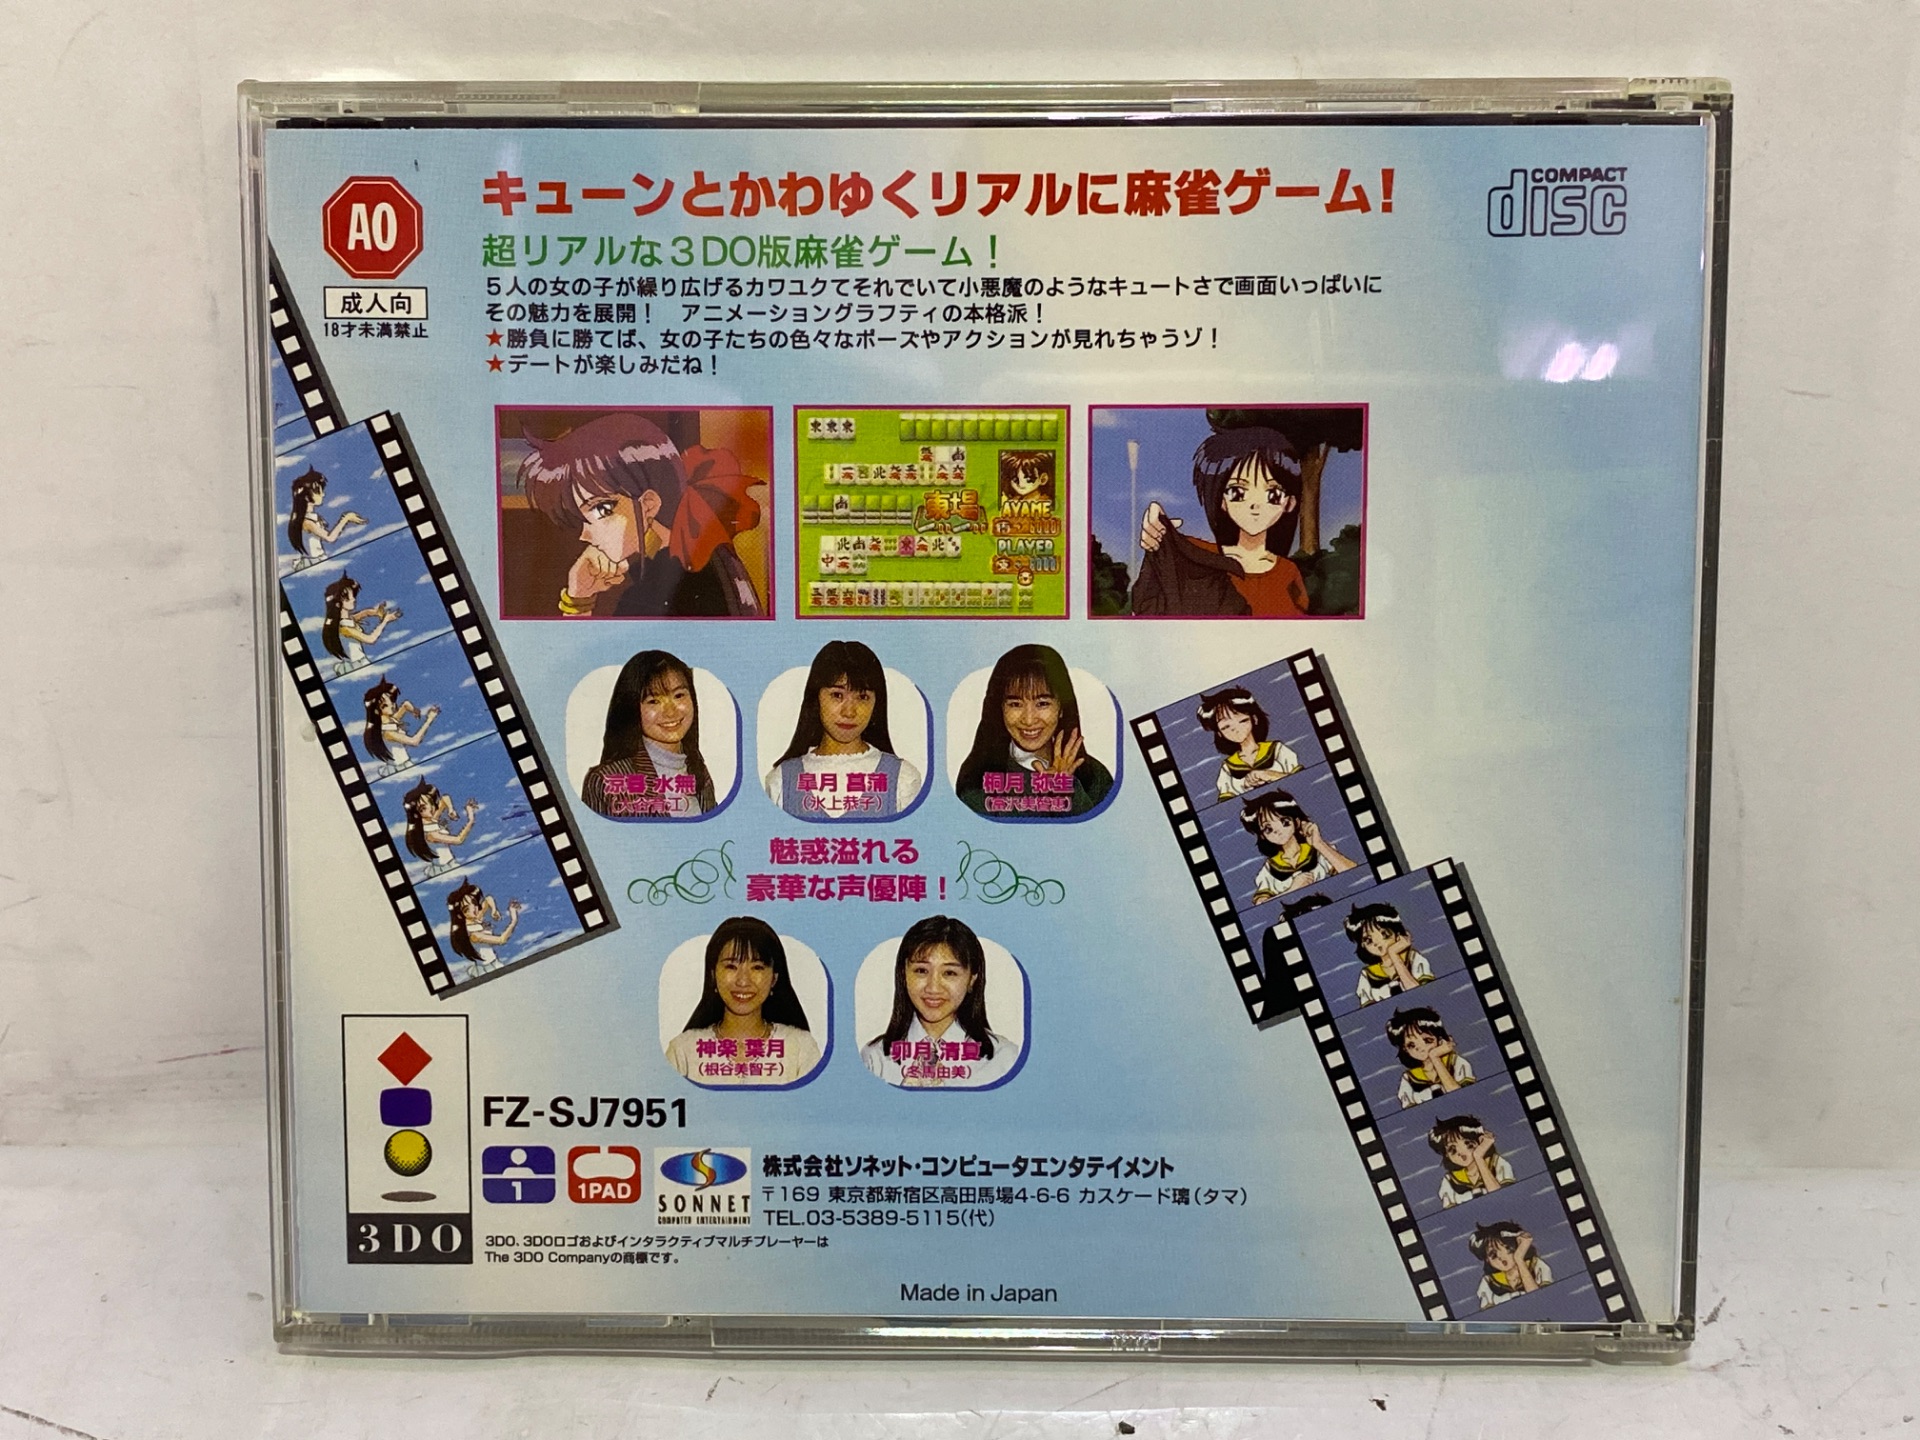 AO
成人向
18才未満禁止
キューンとかわゆくリアルに麻雀ゲーム!
COMPACT
disc
超リアルな3DO版麻雀ゲーム!
5人の女の子が繰り広げるカワユクてそれでいて小悪魔のようなキュートさで画面いっぱいに
その魅力を展開! アニメーショングラフティの本格派!
★勝負に勝てば、女の子たちの色々なポーズやアクションが見れちゃうゾ!
★デートが楽しみだね!
東場
AYAME
PLAYER
涼暮 水無
皐月 菖蒲
(氷上恭子)
桐月 弥生
(富沢美智恵)
魅惑溢れる
豪華な声優陣!
神楽 葉月
(根谷美智子)
卯月 清夏
(冬馬由美)
3DO
FZ-SJ7951
1
1PAD
SONNET
COMPUTER ENTERTAINMENT
株式会社ソネット・コンピュータエンタテイメント
〒169 東京都新宿区高田馬場4-6-6 カスケード璃(タマ)
TEL.03-5389-5115(代)
3DO、3DOロゴおよびインタラクティブマルチプレーヤーは
The 3DO Companyの商標です。
Made in Japan